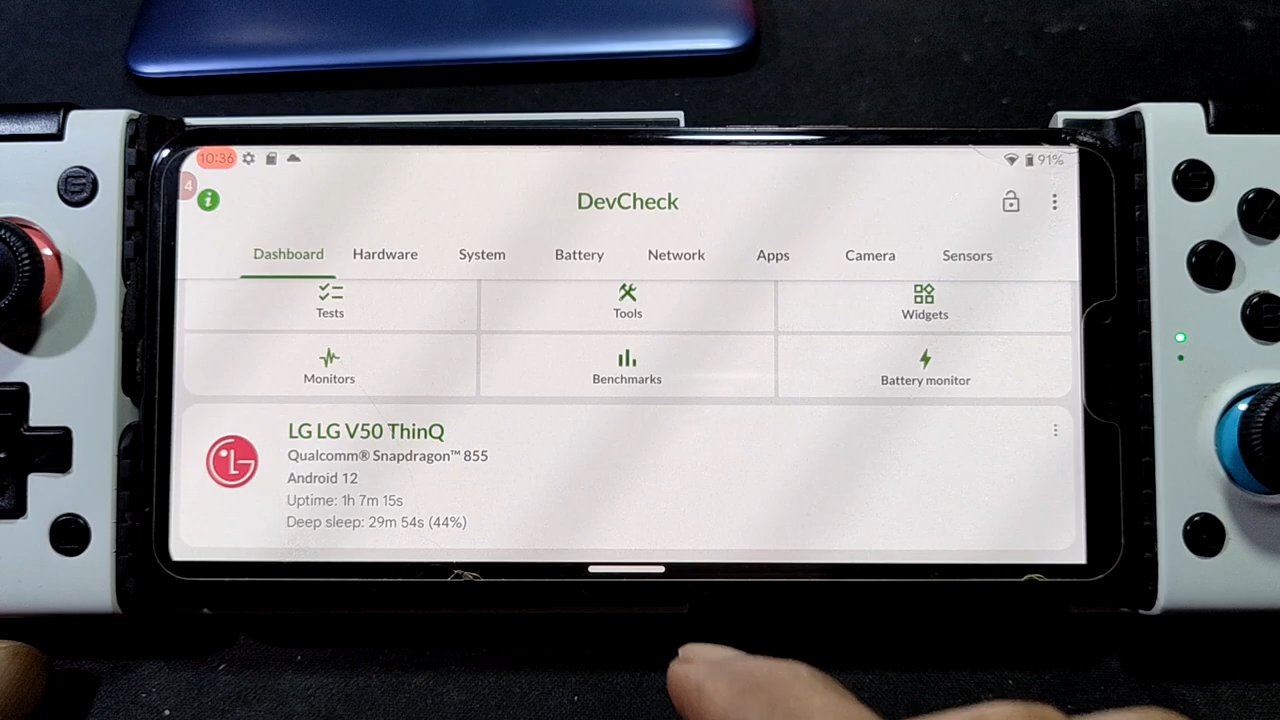 10:36
91%
4
i
DevCheck
Dashboard Hardware System Battery Network Apps Camera Sensors
Tests Tools Widgets
Monitors Benchmarks Battery monitor
LG LG V50 ThinQ
Qualcomm® Snapdragon™ 855
Android 12
Uptime: 1h 7m 15s
Deep sleep: 29m 54s (44%)